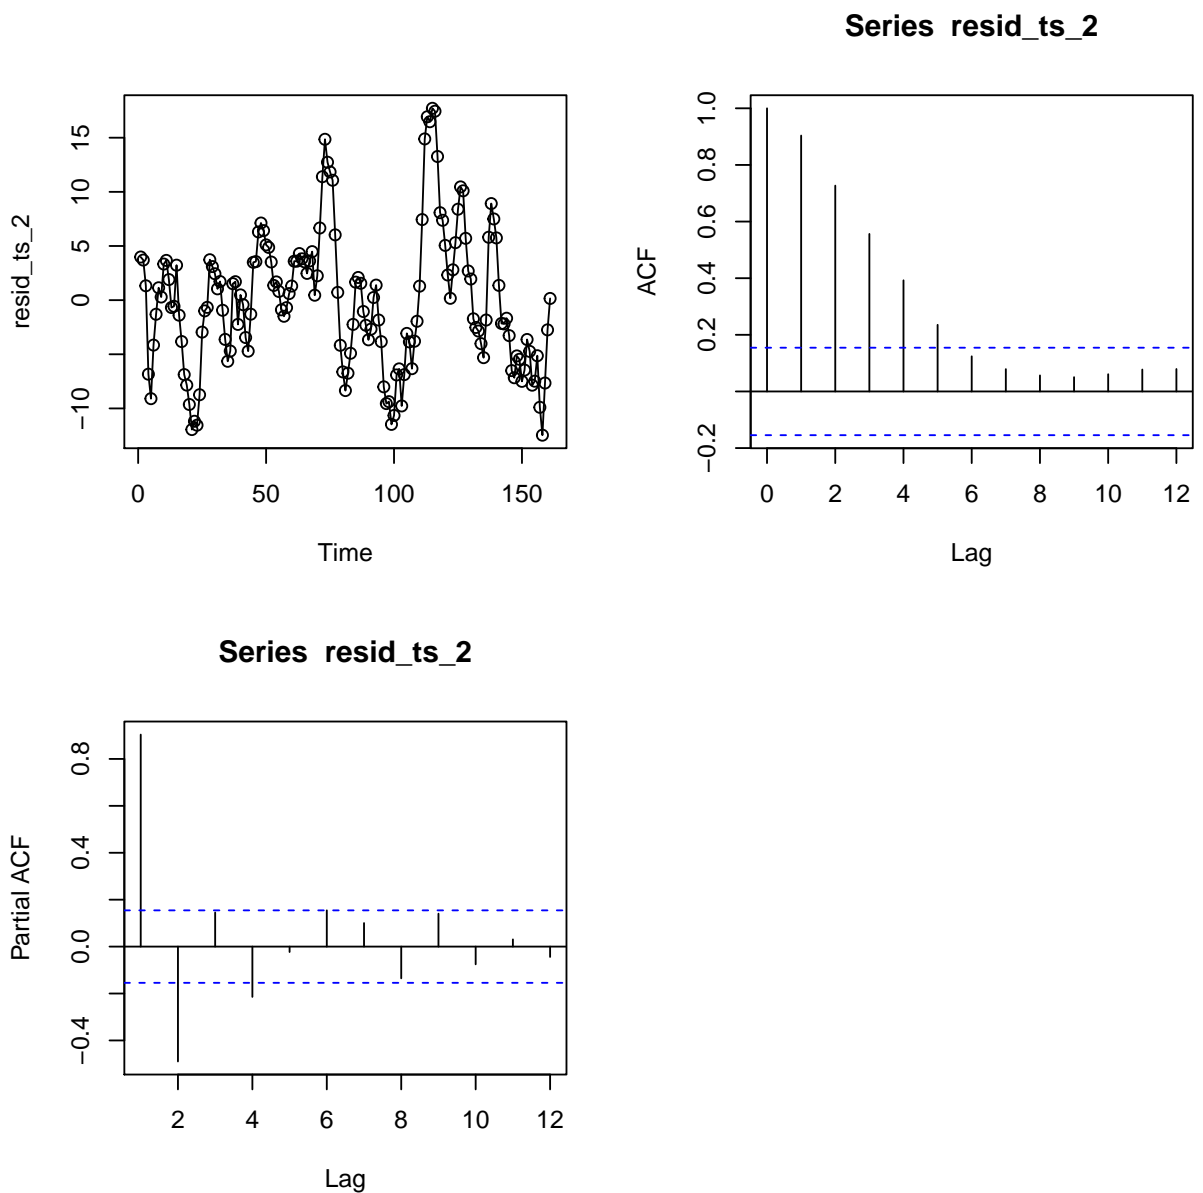 Series resid_ts_2
resid_ts_2
15
10
5
0
−10
0 50 100 150
Time
ACF
1.0
0.8
0.6
0.4
0.2
−0.2
0 2 4 6 8 10 12
Lag
Series resid_ts_2
Partial ACF
0.8
0.4
0.0
−0.4
2 4 6 8 10 12
Lag